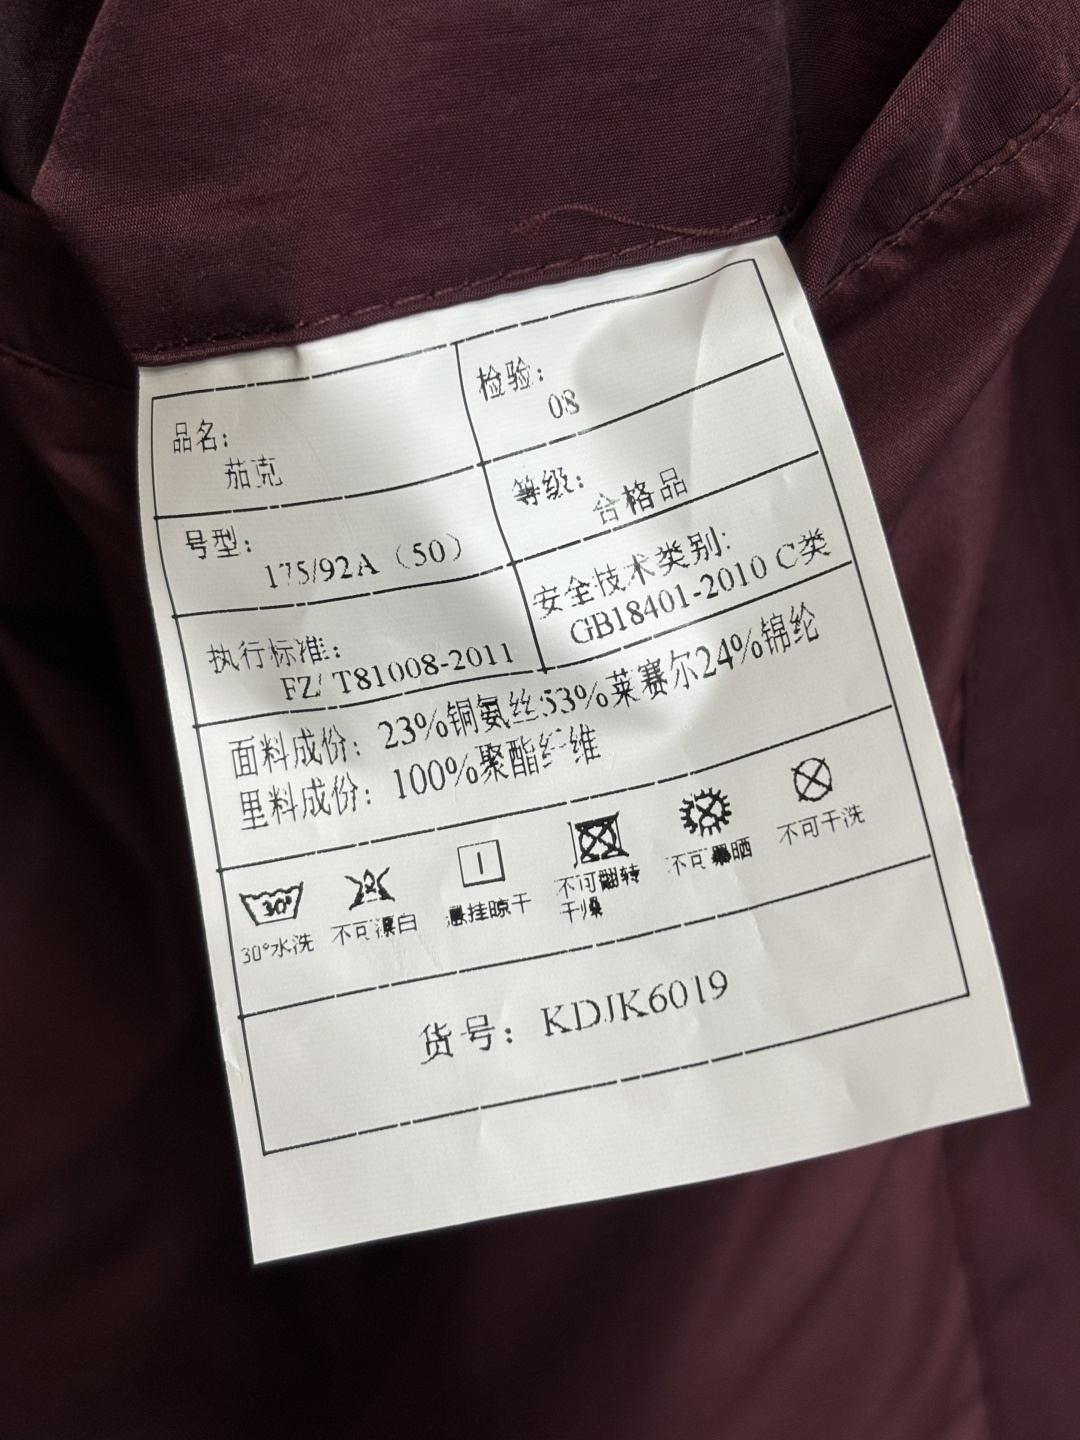 品名：
茄克
检验：
08
号型：
175/92A（50）
等级：
合格品
执行标准：
FZ/T81008-2011
安全技术类别：
GB18401-2010 C类
面料成份：23%铜氨丝53%莱赛尔24%锦纶
里料成份：100%聚酯纤维
30°
30°水洗
不可漂白
悬挂晾干
不可翻转
干燥
不可暴晒
不可干洗
货号：KDJK6019